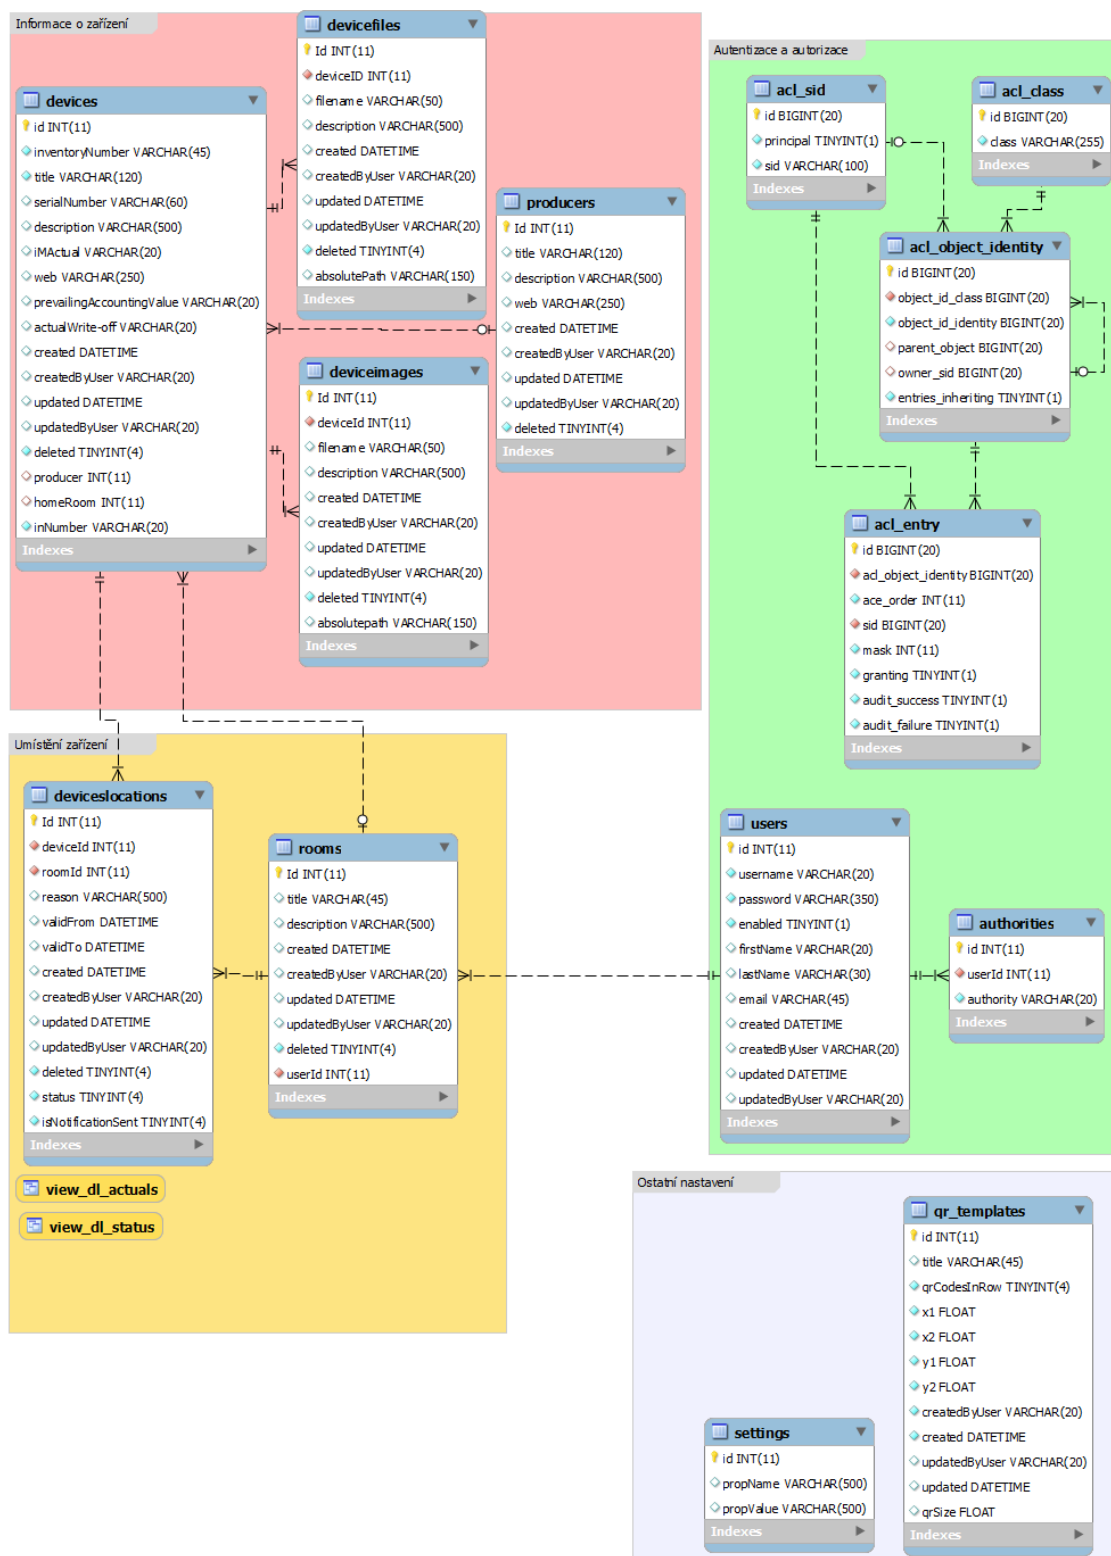 Informace o zařízení
devices
id INT(11)
inventoryNumber VARCHAR(45)
title VARCHAR(120)
serialNumber VARCHAR(60)
description VARCHAR(500)
iMActual VARCHAR(20)
web VARCHAR(250)
prevailingAccountingValue VARCHAR(20)
actualWrite-off VARCHAR(20)
created DATETIME
createdByUser VARCHAR(20)
updated DATETIME
updatedByUser VARCHAR(20)
deleted TINYINT(4)
producer INT(11)
homeRoom INT(11)
inNumber VARCHAR(20)
Indexes
devicefiles
Id INT(11)
deviceID INT(11)
filename VARCHAR(50)
description VARCHAR(500)
created DATETIME
createdByUser VARCHAR(20)
updated DATETIME
updatedByUser VARCHAR(20)
deleted TINYINT(4)
absolutePath VARCHAR(150)
Indexes
producers
Id INT(11)
title VARCHAR(120)
description VARCHAR(500)
web VARCHAR(250)
created DATETIME
createdByUser VARCHAR(20)
updated DATETIME
updatedByUser VARCHAR(20)
deleted TINYINT(4)
Indexes
deviceimages
Id INT(11)
deviceId INT(11)
filename VARCHAR(50)
description VARCHAR(500)
created DATETIME
createdByUser VARCHAR(20)
updated DATETIME
updatedByUser VARCHAR(20)
deleted TINYINT(4)
absolutepath VARCHAR(150)
Indexes
Autentizace a autorizace
acl_sid
id BIGINT(20)
principal TINYINT(1)
sid VARCHAR(100)
Indexes
acl_class
id BIGINT(20)
class VARCHAR(255)
Indexes
acl_object_identity
id BIGINT(20)
object_id_class BIGINT(20)
object_id_identity BIGINT(20)
parent_object BIGINT(20)
owner_sid BIGINT(20)
entries_inheriting TINYINT(1)
Indexes
acl_entry
id BIGINT(20)
acl_object_identity BIGINT(20)
ace_order INT(11)
sid BIGINT(20)
mask INT(11)
granting TINYINT(1)
audit_success TINYINT(1)
audit_failure TINYINT(1)
Indexes
users
id INT(11)
username VARCHAR(20)
password VARCHAR(350)
enabled TINYINT(1)
firstName VARCHAR(20)
lastName VARCHAR(30)
email VARCHAR(45)
created DATETIME
createdByUser VARCHAR(20)
updated DATETIME
updatedByUser VARCHAR(20)
Indexes
authorities
id INT(11)
userId INT(11)
authority VARCHAR(20)
Indexes
Umístění zařízení
deviceslocations
Id INT(11)
deviceId INT(11)
roomId INT(11)
reason VARCHAR(500)
validFrom DATETIME
validTo DATETIME
created DATETIME
createdByUser VARCHAR(20)
updated DATETIME
updatedByUser VARCHAR(20)
deleted TINYINT(4)
status TINYINT(4)
isNotificationSent TINYINT(4)
Indexes
rooms
Id INT(11)
title VARCHAR(45)
description VARCHAR(500)
created DATETIME
createdByUser VARCHAR(20)
updated DATETIME
updatedByUser VARCHAR(20)
deleted TINYINT(4)
userId INT(11)
Indexes
view_dl_actuals
view_dl_status
Ostatní nastavení
settings
id INT(11)
propName VARCHAR(500)
propValue VARCHAR(500)
Indexes
qr_templates
id INT(11)
title VARCHAR(45)
qrCodesInRow TINYINT(4)
x1 FLOAT
x2 FLOAT
y1 FLOAT
y2 FLOAT
createdByUser VARCHAR(20)
created DATETIME
updatedByUser VARCHAR(20)
updated DATETIME
qrSize FLOAT
Indexes